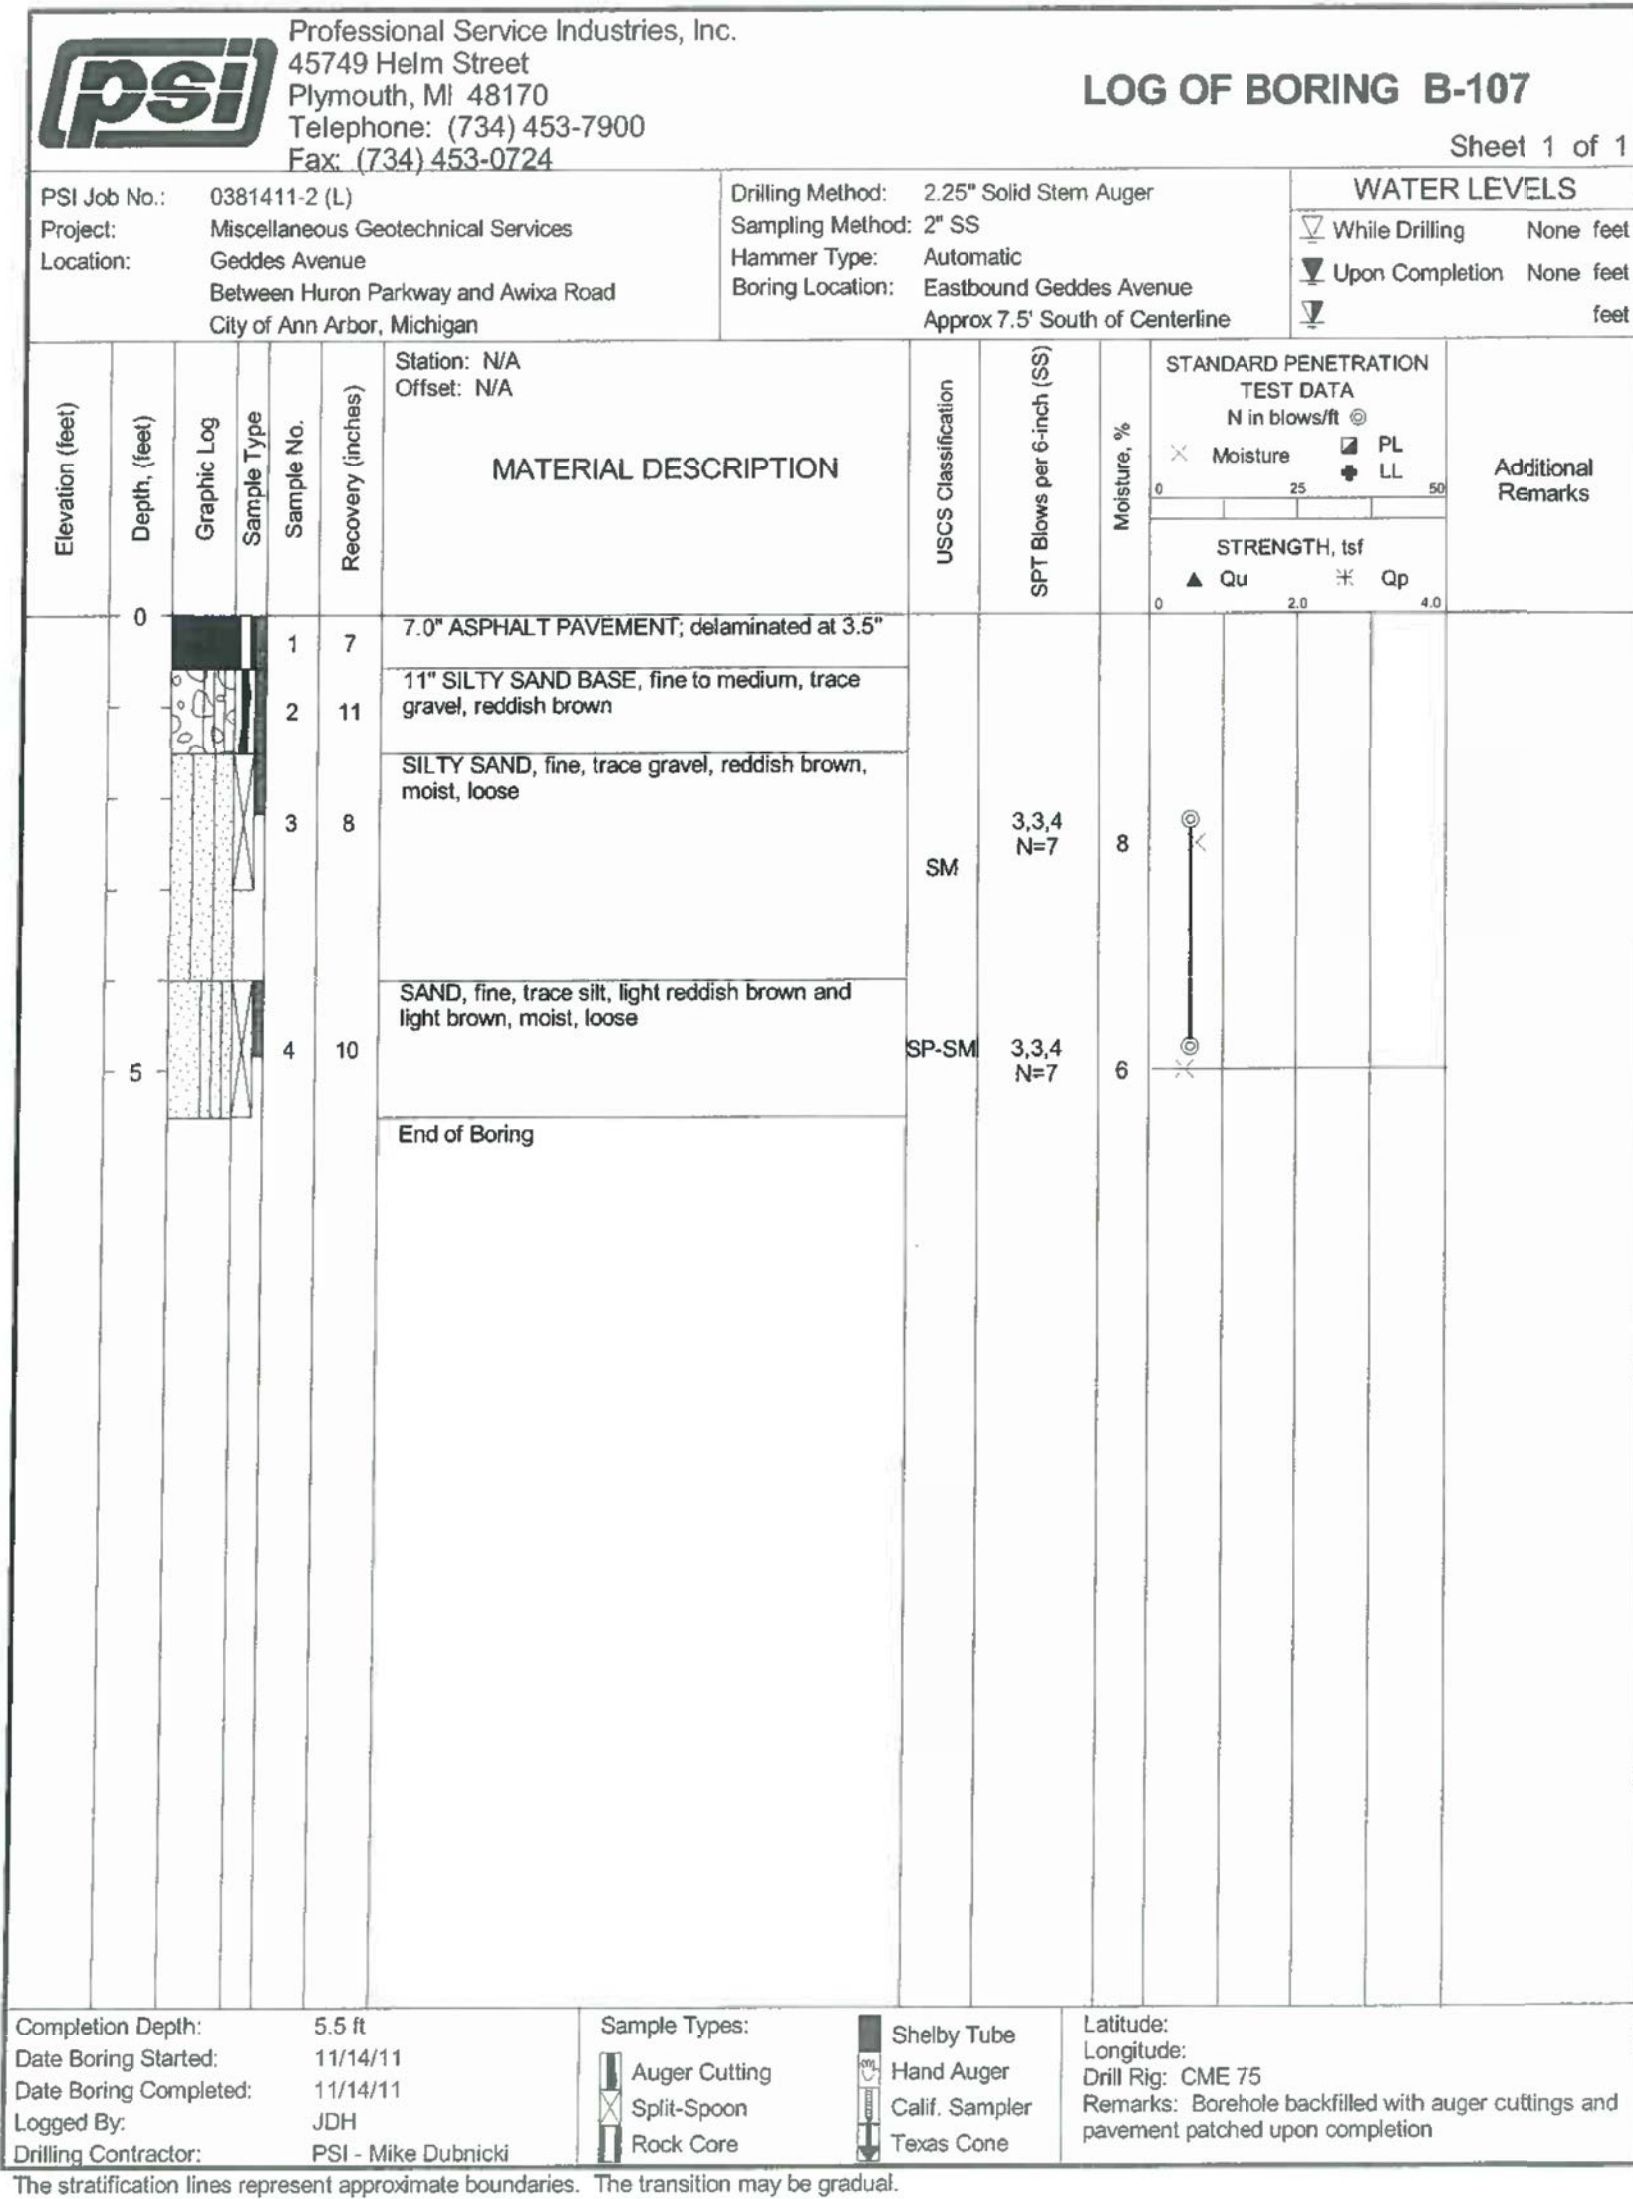 psi
Professional Service Industries, Inc.
45749 Helm Street
Plymouth, MI 48170
Telephone: (734) 453-7900
Fax: (734) 453-0724
LOG OF BORING B-107
Sheet 1 of 1
PSI Job No.: 0381411-2 (L)
Project: Miscellaneous Geotechnical Services
Location: Geddes Avenue
Between Huron Parkway and Awixa Road
City of Ann Arbor, Michigan
Drilling Method: 2.25" Solid Stem Auger
Sampling Method: 2" SS
Hammer Type: Automatic
Boring Location: Eastbound Geddes Avenue
Approx 7.5' South of Centerline
WATER LEVELS
While Drilling None feet
Upon Completion None feet
feet
Elevation (feet)
Depth, (feet)
Graphic Log
Sample Type
Sample No.
Recovery (inches)
Station: N/A
Offset: N/A
MATERIAL DESCRIPTION
USCS Classification
SPT Blows per 6-inch (SS)
Moisture, %
STANDARD PENETRATION
TEST DATA
N in blows/ft
Moisture PL
LL
0 25 50
STRENGTH, tsf
Qu Qp
0 2.0 4.0
Additional
Remarks
0
1 7 7.0" ASPHALT PAVEMENT; delaminated at 3.5"
2 11 11" SILTY SAND BASE, fine to medium, trace
gravel, reddish brown
SILTY SAND, fine, trace gravel, reddish brown,
moist, loose
3 8 SM 3,3,4
N=7 8
SAND, fine, trace silt, light reddish brown and
light brown, moist, loose
4 10 SP-SM 3,3,4
5 N=7 6
End of Boring
Completion Depth: 5.5 ft
Date Boring Started: 11/14/11
Date Boring Completed: 11/14/11
Logged By: JDH
Drilling Contractor: PSI - Mike Dubnicki
Sample Types:
Auger Cutting
Split-Spoon
Rock Core
Shelby Tube
Hand Auger
Calif. Sampler
Texas Cone
Latitude:
Longitude:
Drill Rig: CME 75
Remarks: Borehole backfilled with auger cuttings and
pavement patched upon completion
The stratification lines represent approximate boundaries. The transition may be gradual.